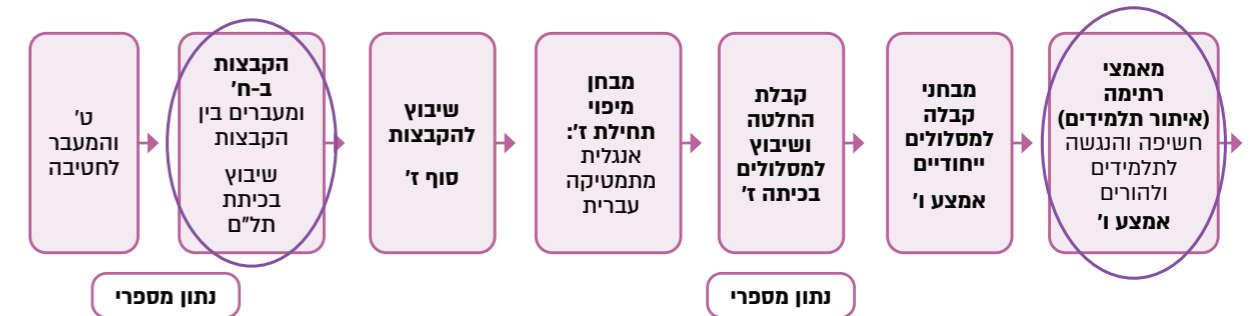 מאמצי
רתימה
(איתור תלמידים)
חשיפה והנגשה
לתלמידים
ולהורים
אמצע ו'
מבחני
קבלה
למסלולים
ייחודיים
אמצע ו'
קבלת
החלטה
ושיבוץ
למסלולים
בכיתה ז'
מבחן
מיפוי
תחילת ז':
אנגלית
מתמטיקה
עברית
שיבוץ
להקבצות
סוף ז'
הקבצות
ב-ח'
ומעברים בין
הקבצות
שיבוץ
בכיתת
תל"ם
ט'
והמעבר
לחטיבה
נתון מספרי
נתון מספרי